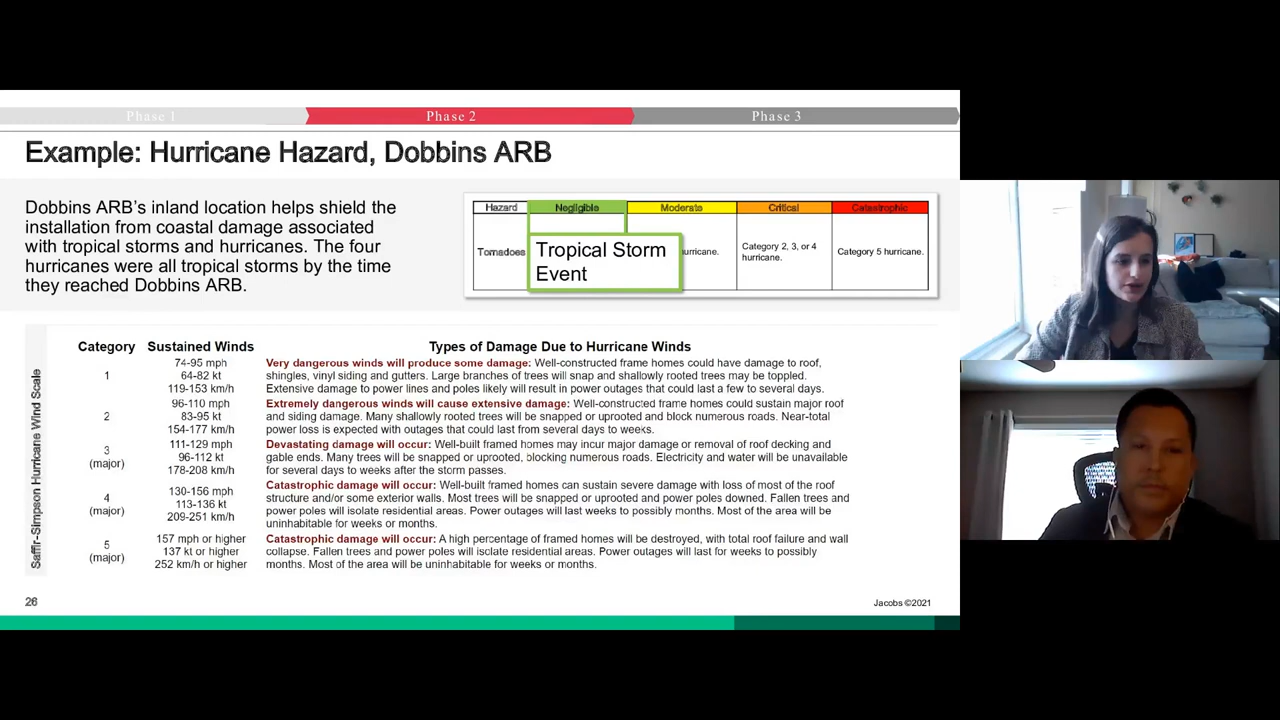 Phase 1
Phase 2
Phase 3
Example: Hurricane Hazard, Dobbins ARB
Dobbins ARB's inland location helps shield the
installation from coastal damage associated
with tropical storms and hurricanes. The four
hurricanes were all tropical storms by the time
they reached Dobbins ARB.
Hazard Negligible Moderate Critical Catastrophic
Tornadoes
Tropical Storm
Event
hurricane.
Category 2, 3, or 4
hurricane.
Category 5 hurricane.
Saffir-Simpson Hurricane Wind Scale
Category Sustained Winds Types of Damage Due to Hurricane Winds
1
74-95 mph
64-82 kt
119-153 km/h
Very dangerous winds will produce some damage: Well-constructed frame homes could have damage to roof,
shingles, vinyl siding and gutters. Large branches of trees will snap and shallowly rooted trees may be toppled.
Extensive damage to power lines and poles likely will result in power outages that could last a few to several days.
2
96-110 mph
83-95 kt
154-177 km/h
Extremely dangerous winds will cause extensive damage: Well-constructed frame homes could sustain major roof
and siding damage. Many shallowly rooted trees will be snapped or uprooted and block numerous roads. Near-total
power loss is expected with outages that could last from several days to weeks.
3
(major)
111-129 mph
96-112 kt
178-208 km/h
Devastating damage will occur: Well-built framed homes may incur major damage or removal of roof decking and
gable ends. Many trees will be snapped or uprooted, blocking numerous roads. Electricity and water will be unavailable
for several days to weeks after the storm passes.
4
(major)
130-156 mph
113-136 kt
209-251 km/h
Catastrophic damage will occur: Well-built framed homes can sustain severe damage with loss of most of the roof
structure and/or some exterior walls. Most trees will be snapped or uprooted and power poles downed. Fallen trees and
power poles will isolate residential areas. Power outages will last weeks to possibly months. Most of the area will be
uninhabitable for weeks or months.
5
(major)
157 mph or higher
137 kt or higher
252 km/h or higher
Catastrophic damage will occur: A high percentage of framed homes will be destroyed, with total roof failure and wall
collapse. Fallen trees and power poles will isolate residential areas. Power outages will last for weeks to possibly
months. Most of the area will be uninhabitable for weeks or months.
26
Jacobs ©2021